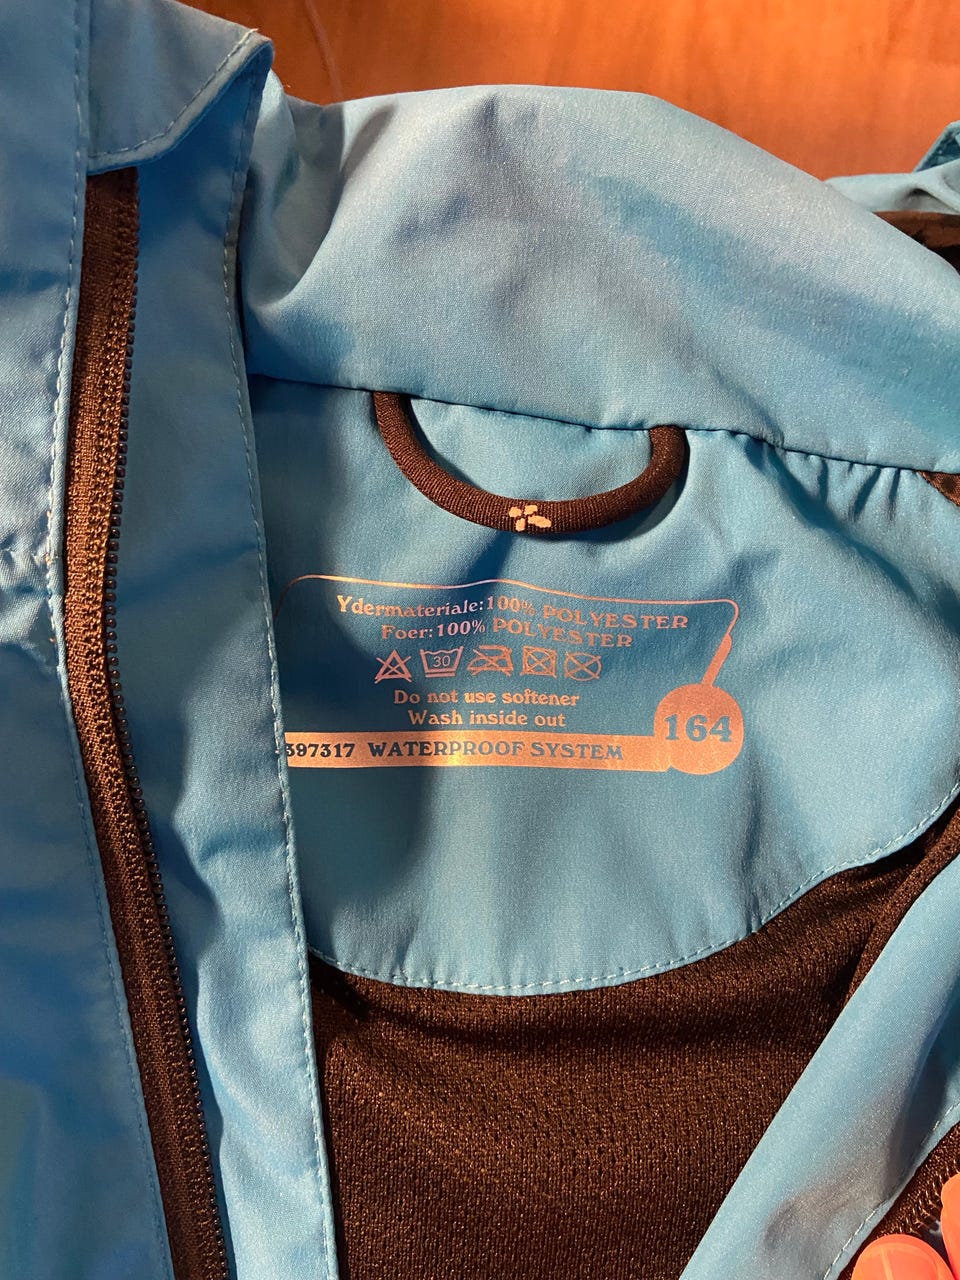 Ydermateriale:100% POLYESTER
Foer:100% POLYESTER
30
Do not use softener
Wash inside out
164
397317 WATERPROOF SYSTEM